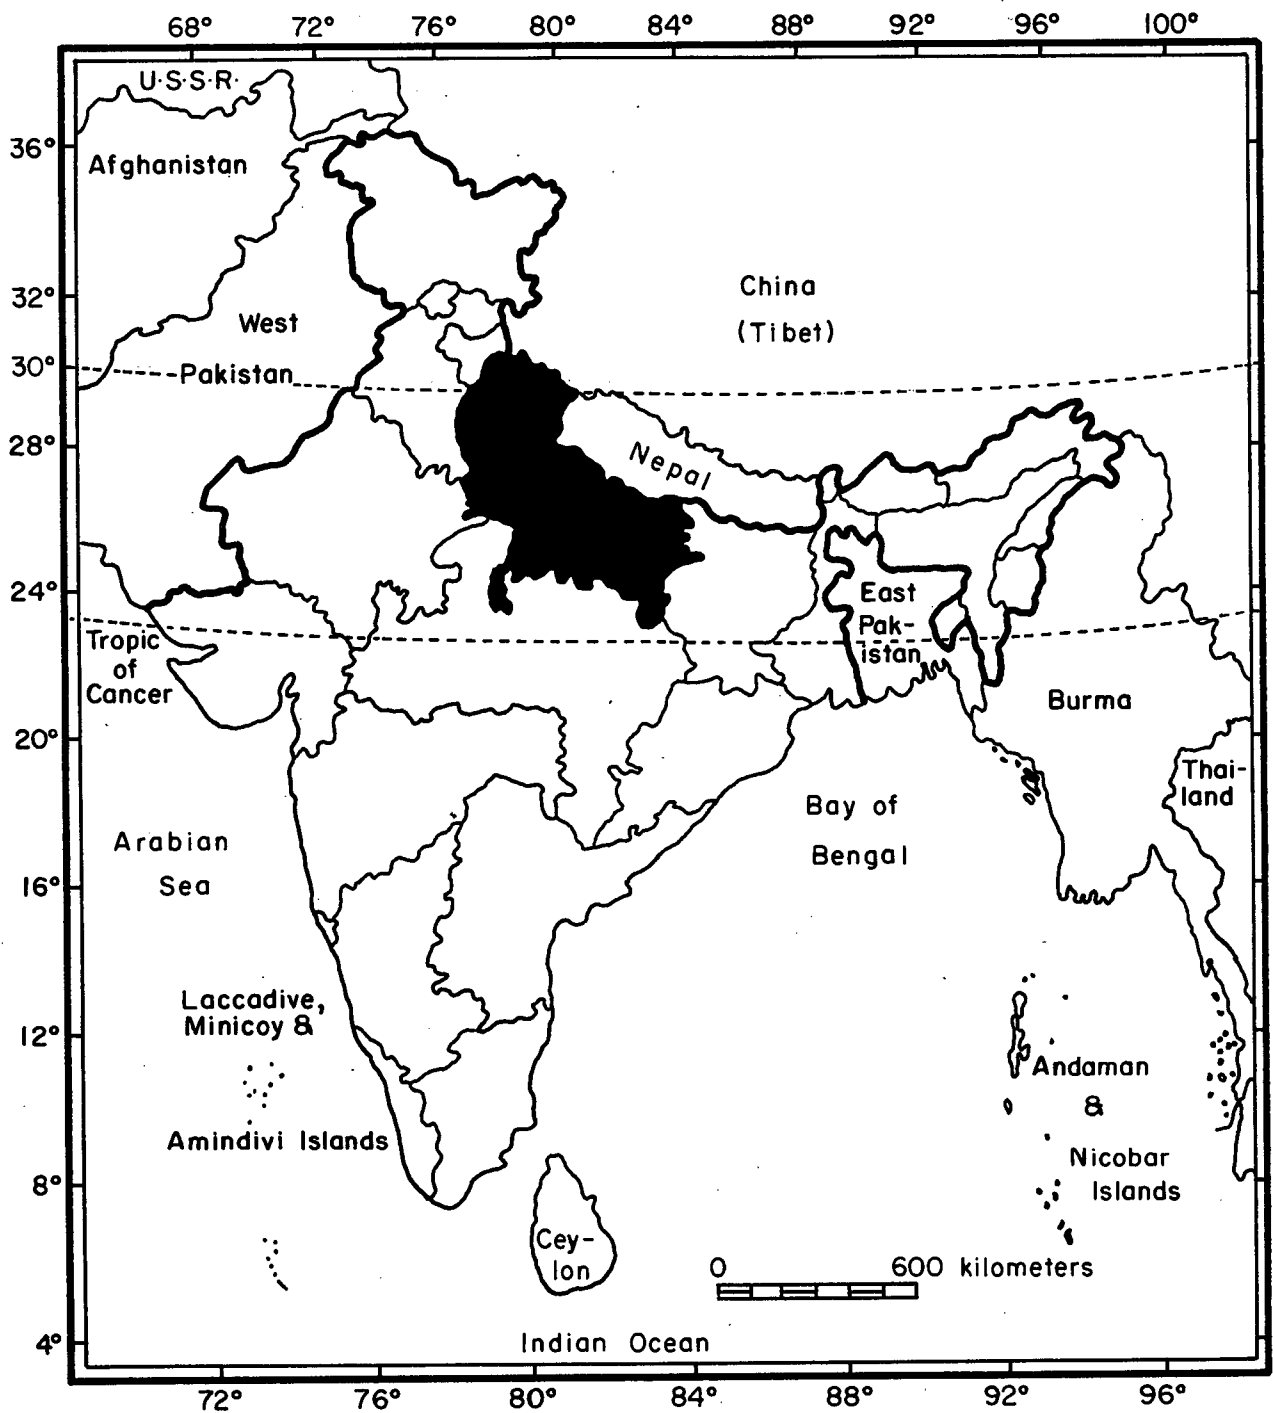 68° 72° 76° 80° 84° 88° 92° 96° 100°
U·S·S·R·
36°
Afghanistan
32°
China
West
(Tibet)
30°
Pakistan
28°
Nepal
24°
East
Pak-
istan
Tropic
of
Cancer
Burma
20°
Thai-
land
Bay of
Bengal
Arabian
Sea
16°
Laccadive,
Minicoy &
12°
Andaman
&
Amindivi Islands
Nicobar
Islands
8°
Cey-
lon
0 600 kilometers
4°
Indian Ocean
72° 76° 80° 84° 88° 92° 96°